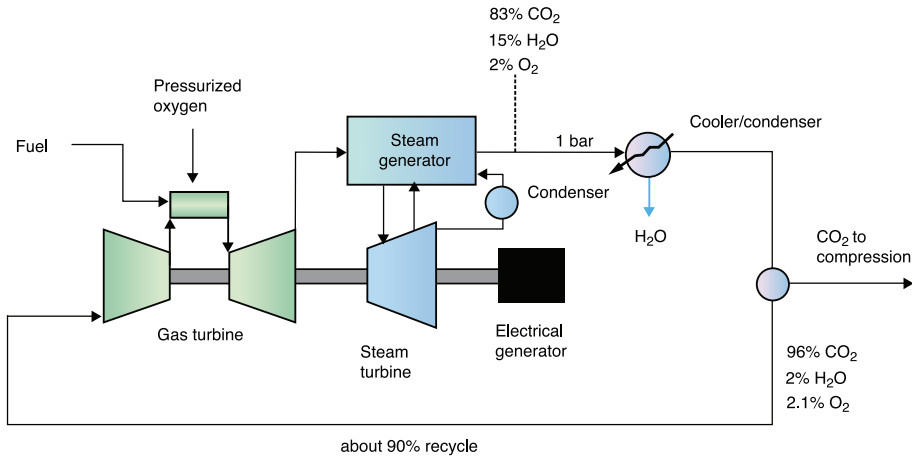 83% CO₂
15% H₂O
2% O₂
Pressurized
oxygen
Fuel
Steam
generator
1 bar
Cooler/condenser
Condenser
H₂O
CO₂ to
compression
Gas turbine
Steam
turbine
Electrical
generator
96% CO₂
2% H₂O
2.1% O₂
about 90% recycle